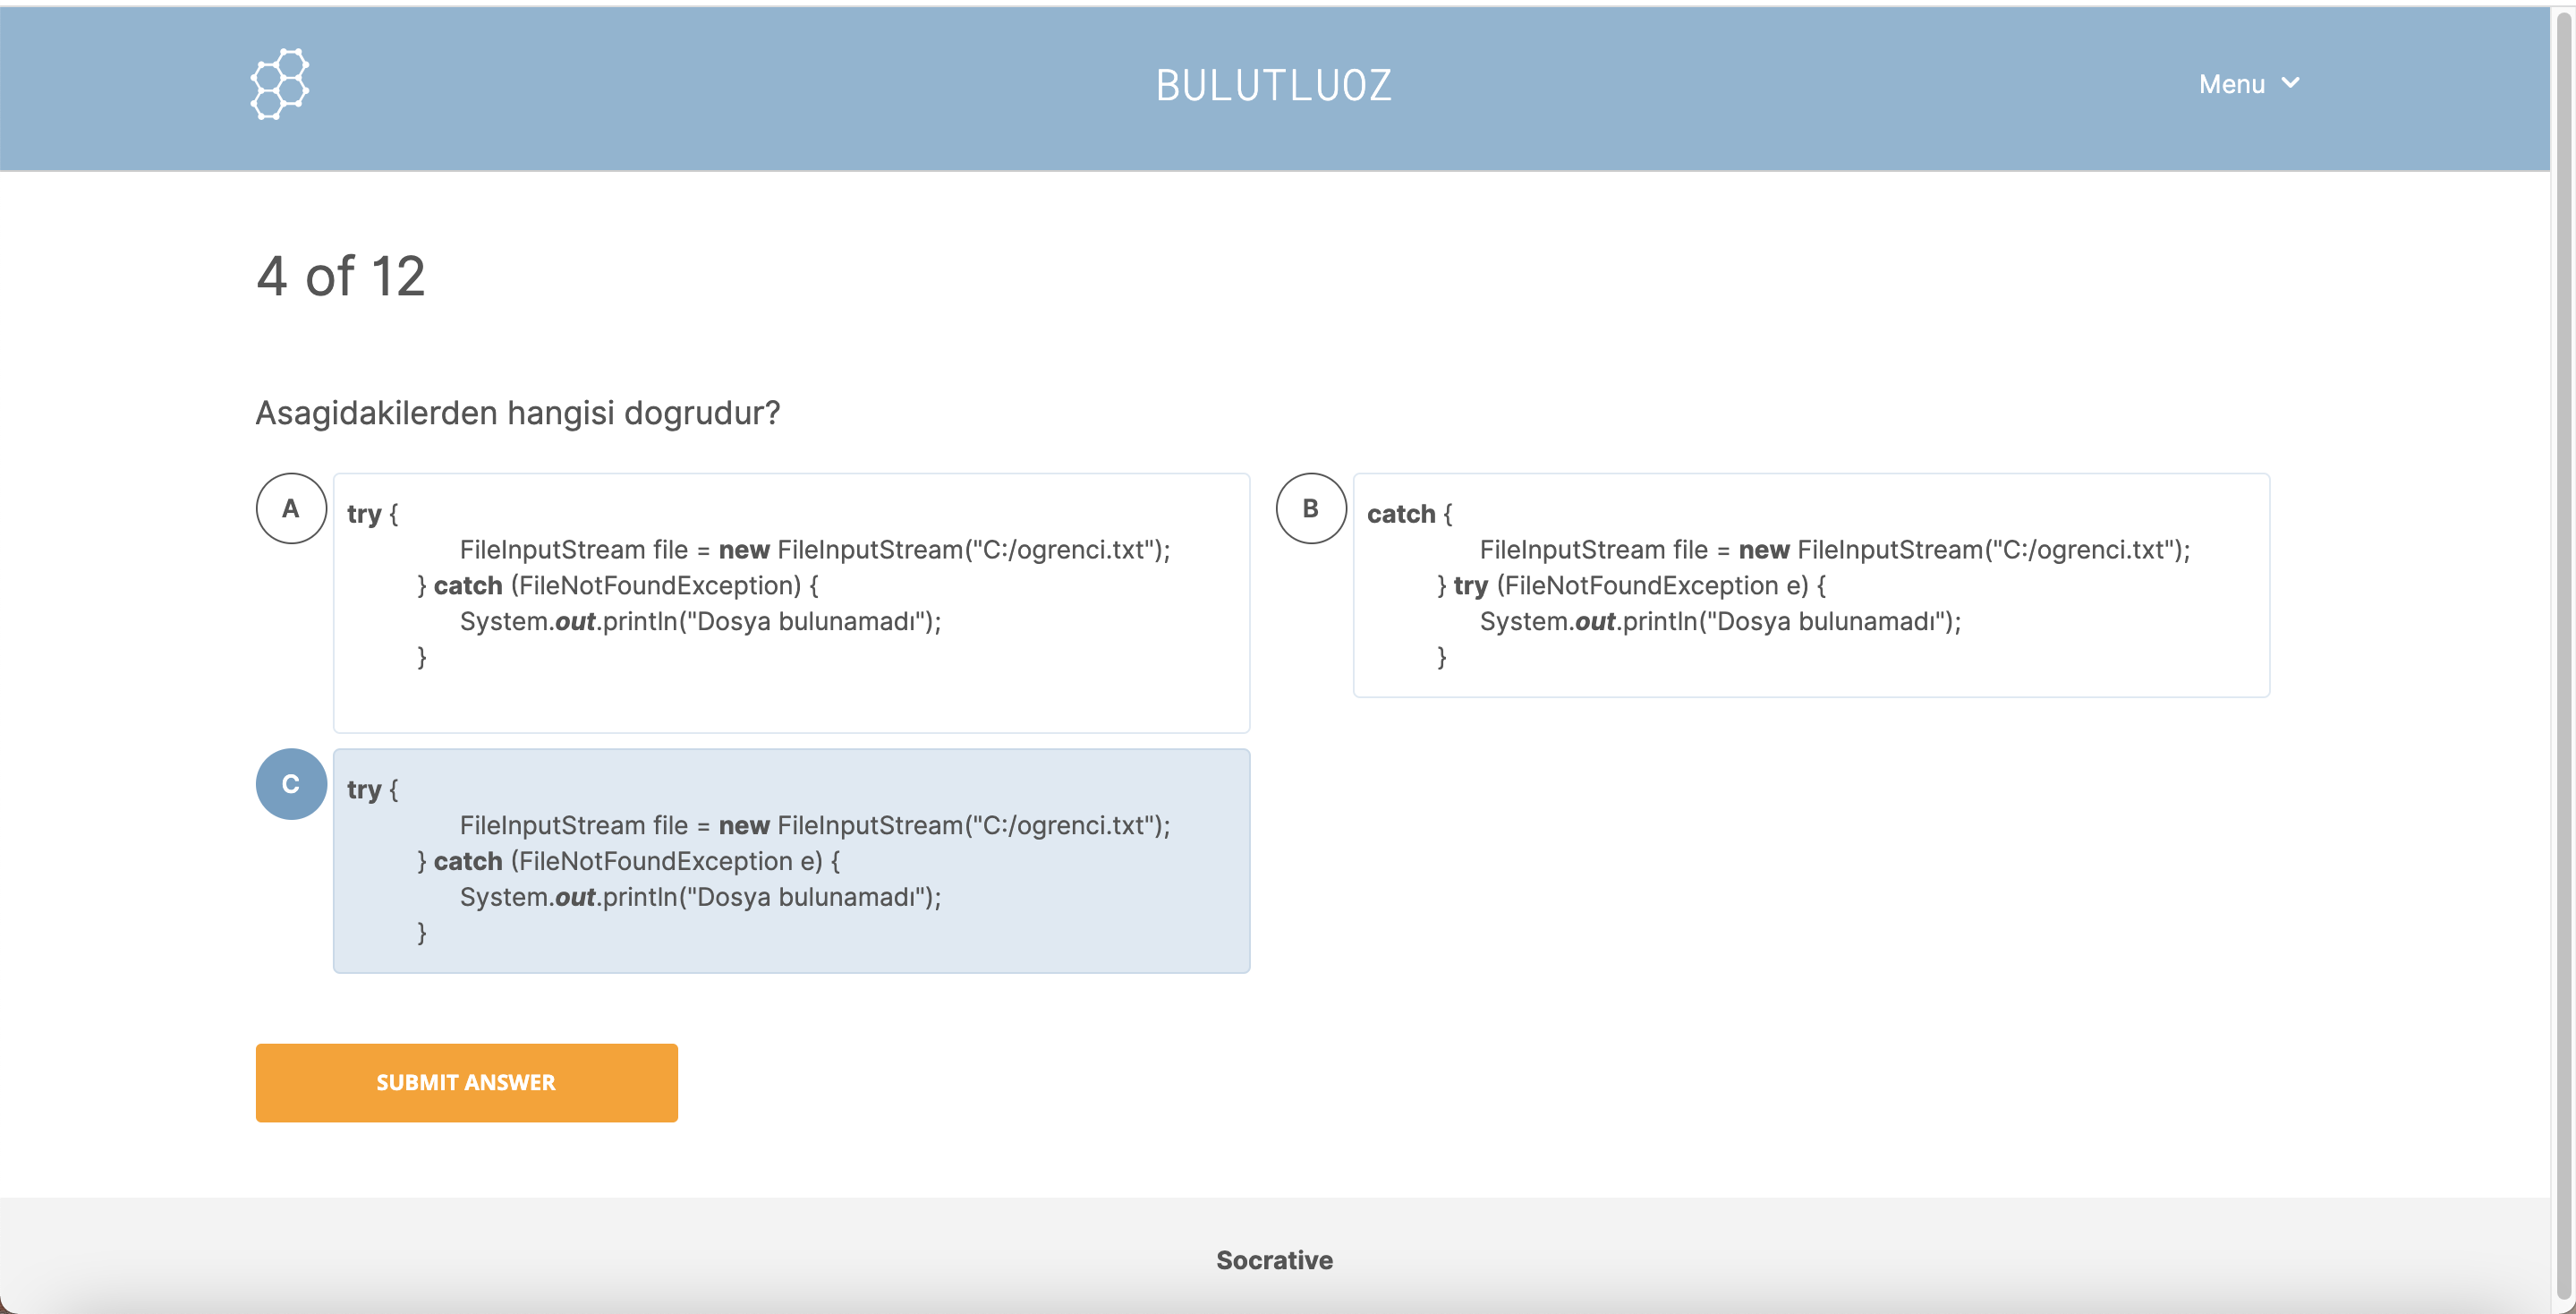 BULUTLUOZ
Menu
4 of 12
Asagidakilerden hangisi dogrudur?
A
try {
FileInputStream file = new FileInputStream("C:/ogrenci.txt");
} catch (FileNotFoundException) {
System.out.println("Dosya bulunamadı");
}
B
catch {
FileInputStream file = new FileInputStream("C:/ogrenci.txt");
} try (FileNotFoundException e) {
System.out.println("Dosya bulunamadı");
}
C
try {
FileInputStream file = new FileInputStream("C:/ogrenci.txt");
} catch (FileNotFoundException e) {
System.out.println("Dosya bulunamadı");
}
SUBMIT ANSWER
Socrative